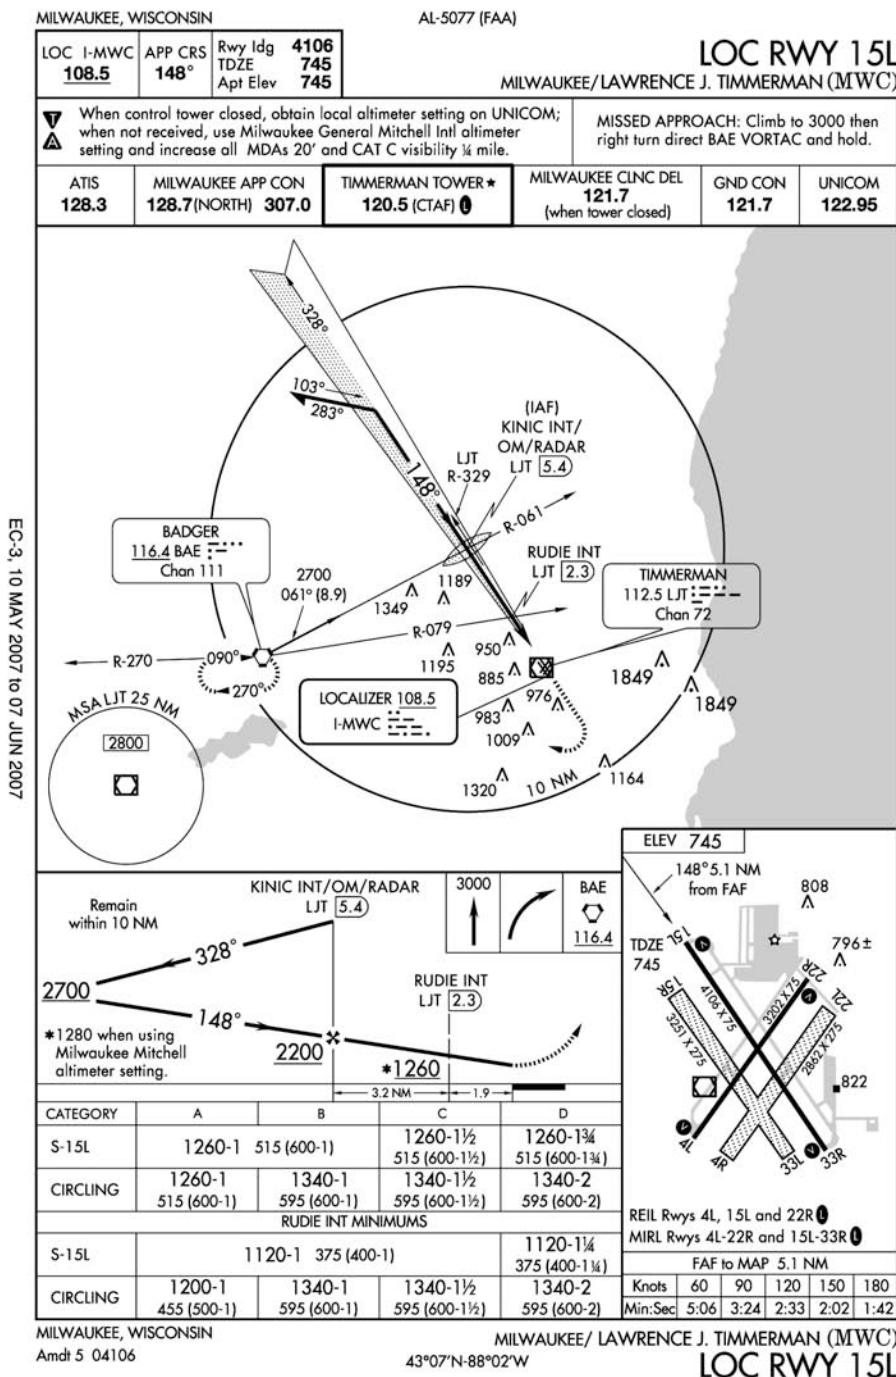 MILWAUKEE, WISCONSIN
AL-5077 (FAA)
LOC I-MWC
108.5
APP CRS
148°
Rwy ldg 4106
TDZE 745
Apt Elev 745
LOC RWY 15L
MILWAUKEE/LAWRENCE J. TIMMERMAN (MWC)
T
A
When control tower closed, obtain local altimeter setting on UNICOM;
when not received, use Milwaukee General Mitchell Intl altimeter
setting and increase all MDAs 20' and CAT C visibility ¼ mile.
MISSED APPROACH: Climb to 3000 then
right turn direct BAE VORTAC and hold.
ATIS
128.3
MILWAUKEE APP CON
128.7(NORTH) 307.0
TIMMERMAN TOWER★
120.5 (CTAF) L
MILWAUKEE CLNC DEL
121.7
(when tower closed)
GND CON
121.7
UNICOM
122.95
328°
103°
283°
148°
LJT
R-329
(IAF)
KINIC INT/
OM/RADAR
LJT 5.4
R-061
BADGER
116.4 BAE
Chan 111
2700
061° (8.9)
1349
1189
RUDIE INT
LJT 2.3
TIMMERMAN
112.5 LJT
Chan 72
R-079
R-270
090°
270°
1195
950
885
976
983
1009
1849
1849
LOCALIZER 108.5
I-MWC
MSA LJT 25 NM
2800
1320
10 NM
1164
EC-3, 10 MAY 2007 to 07 JUN 2007
Remain
within 10 NM
KINIC INT/OM/RADAR
LJT 5.4
3000
BAE
116.4
328°
2700
148°
RUDIE INT
LJT 2.3
*1280 when using
Milwaukee Mitchell
altimeter setting.
2200
*1260
3.2 NM
1.9
ELEV 745
148° 5.1 NM
from FAF
808
TDZE
745
796±
15L
15R
22R
22L
4106 X 75
3251 X 275
3202 X 75
2862 X 275
822
4L
4R
33L
33R
REIL Rwys 4L, 15L and 22R L
MIRL Rwys 4L-22R and 15L-33R L
CATEGORY A B C D
S-15L
1260-1 515 (600-1)
1260-1½
515 (600-1½)
1260-1¾
515 (600-1¾)
CIRCLING
1260-1
515 (600-1)
1340-1
595 (600-1)
1340-1½
595 (600-1½)
1340-2
595 (600-2)
RUDIE INT MINIMUMS
S-15L
1120-1 375 (400-1)
1120-1¼
375 (400-1¼)
CIRCLING
1200-1
455 (500-1)
1340-1
595 (600-1)
1340-1½
595 (600-1½)
1340-2
595 (600-2)
FAF to MAP 5.1 NM
Knots 60 90 120 150 180
Min:Sec 5:06 3:24 2:33 2:02 1:42
MILWAUKEE, WISCONSIN
Amdt 5 04106
43°07'N-88°02'W
MILWAUKEE/ LAWRENCE J. TIMMERMAN (MWC)
LOC RWY 15L